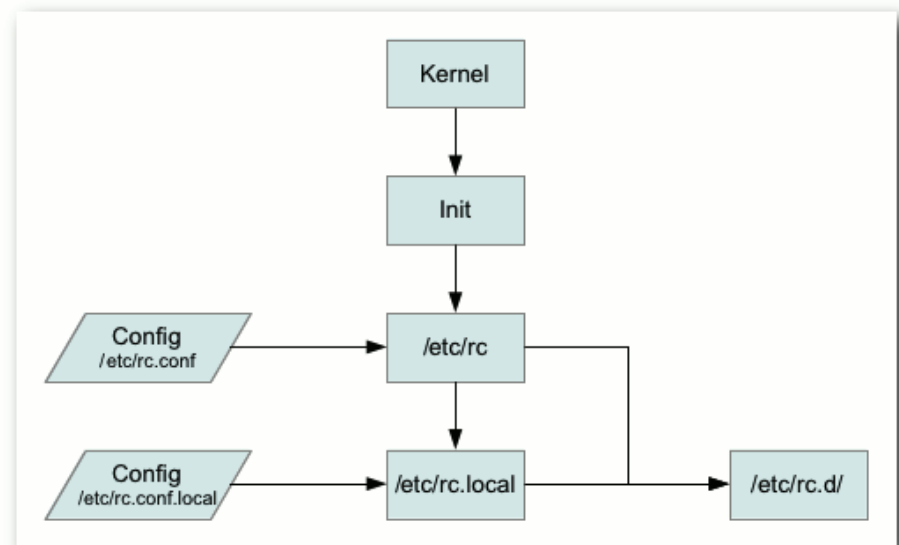 Kernel
Init
Config
/etc/rc.conf
/etc/rc
Config
/etc/rc.conf.local
/etc/rc.local
/etc/rc.d/